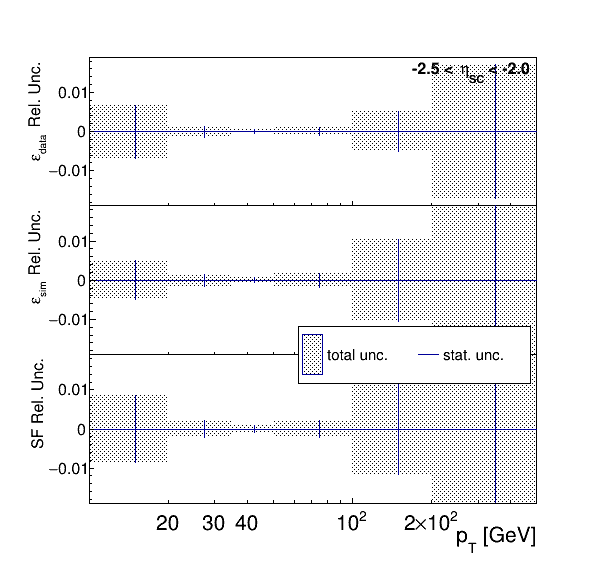 -2.5 < η_SC < -2.0
ε_data Rel. Unc.
0.01
0
−0.01
ε_sim Rel. Unc.
0.01
0
−0.01
total unc. stat. unc.
SF Rel. Unc.
0.01
0
−0.01
20 30 40 10² 2×10²
p_T [GeV]